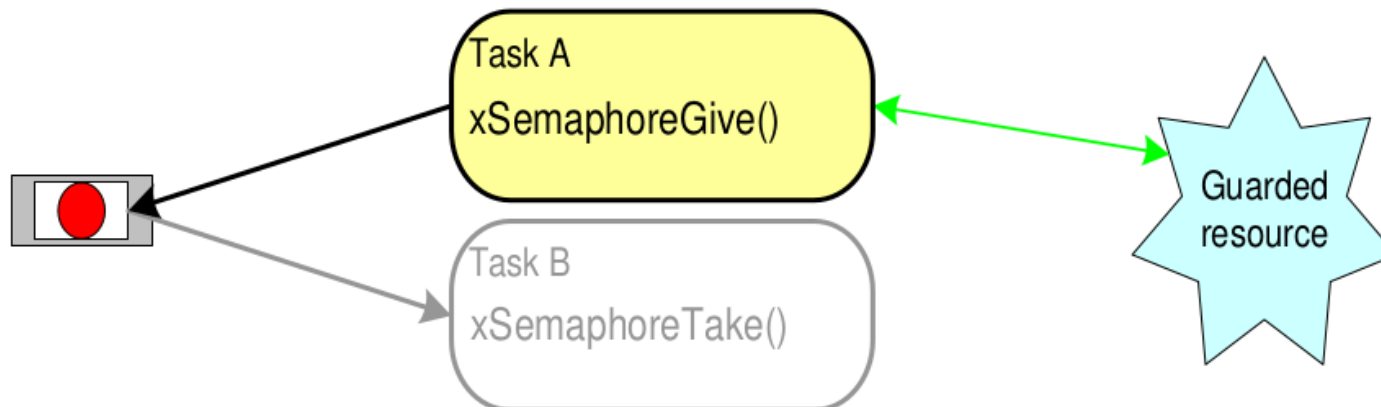 Task A
xSemaphoreGive()
Guarded
resource
Task B
xSemaphoreTake()